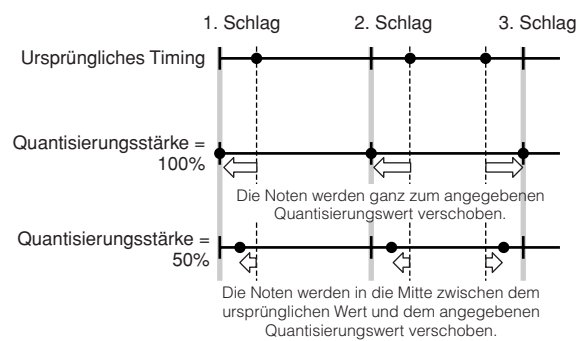 1. Schlag 2. Schlag 3. Schlag
Ursprüngliches Timing
Quantisierungsstärke =
100%
Die Noten werden ganz zum angegebenen
Quantisierungswert verschoben.
Quantisierungsstärke =
50%
Die Noten werden in die Mitte zwischen dem
ursprünglichen Wert und dem angegebenen
Quantisierungswert verschoben.